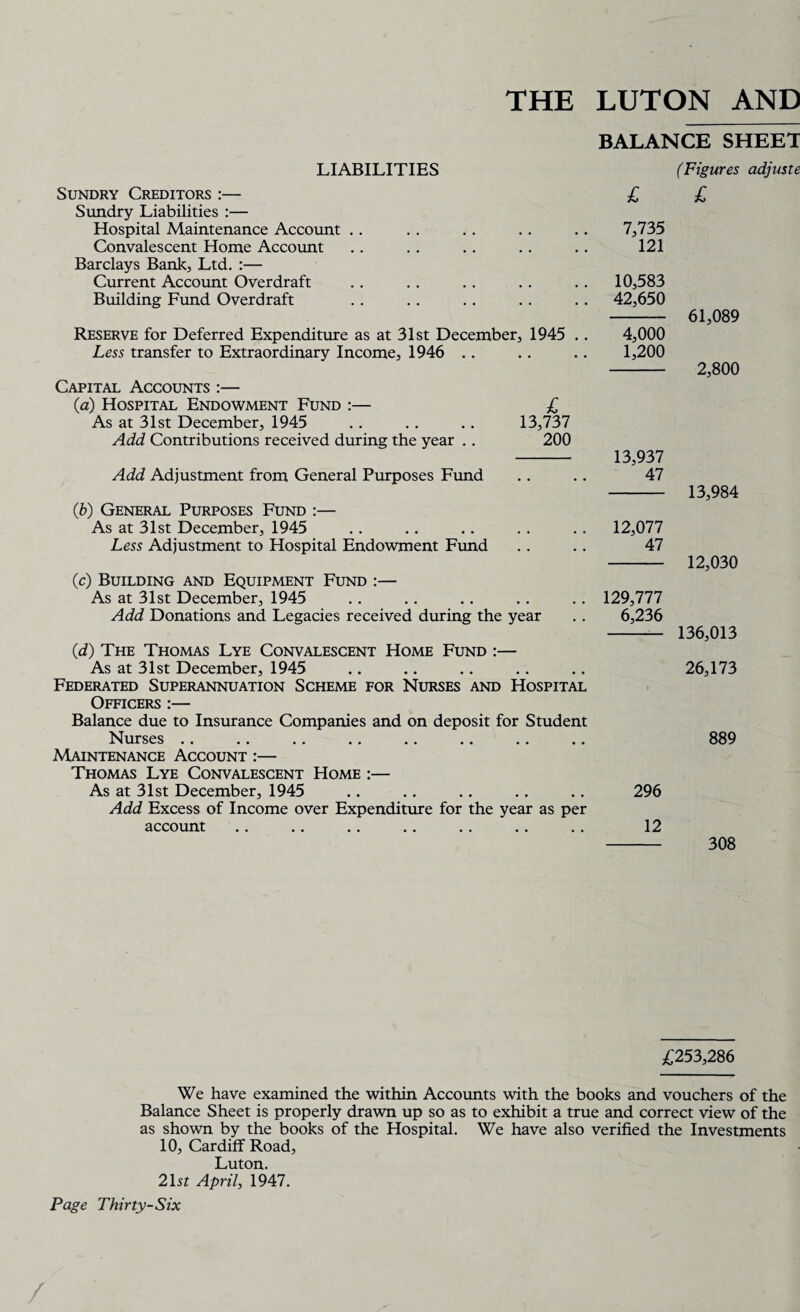 THE LUTON AND
BALANCE SHEET
LIABILITIES (Figures adjuste
SUNDRY CREDITORS :— £ £
Sundry Liabilities :—
Hospital Maintenance Account .. .. .. .. .. 7,735
Convalescent Home Account .. .. .. .. .. 121
Barclays Bank, Ltd. :—
Current Account Overdraft .. .. .. .. .. 10,583
Building Fund Overdraft .. .. .. .. .. 42,650
61,089
RESERVE for Deferred Expenditure as at 31st December, 1945 .. 4,000
Less transfer to Extraordinary Income, 1946 .. .. .. 1,200
2,800
CAPITAL ACCOUNTS :—
(a) HOSPITAL ENDOWMENT FUND :— £
As at 31st December, 1945 .. .. .. 13,737
Add Contributions received during the year .. 200
13,937
Add Adjustment from General Purposes Fund .. .. 47
13,984
(b) GENERAL PURPOSES FUND :—
As at 31st December, 1945 .. .. .. .. .. 12,077
Less Adjustment to Hospital Endowment Fund .. .. 47
12,030
(c) BUILDING AND EQUIPMENT FUND :—
As at 31st December, 1945 .. .. .. .. .. 129,777
Add Donations and Legacies received during the year .. 6,236
136,013
(d) THE THOMAS LYE CONVALESCENT HOME FUND :—
As at 31st December, 1945 .. .. .. .. .. 26,173
FEDERATED SUPERANNUATION SCHEME FOR NURSES AND HOSPITAL
OFFICERS :—
Balance due to Insurance Companies and on deposit for Student
Nurses .. .. .. .. .. .. .. .. 889
MAINTENANCE ACCOUNT :—
THOMAS LYE CONVALESCENT HOME :—
As at 31st December, 1945 .. .. .. .. .. 296
Add Excess of Income over Expenditure for the year as per
account .. .. .. .. .. .. .. 12
308
£253,286
We have examined the within Accounts with the books and vouchers of the
Balance Sheet is properly drawn up so as to exhibit a true and correct view of the
as shown by the books of the Hospital. We have also verified the Investments
10, Cardiff Road,
Luton.
21st April, 1947.
Page Thirty-Six